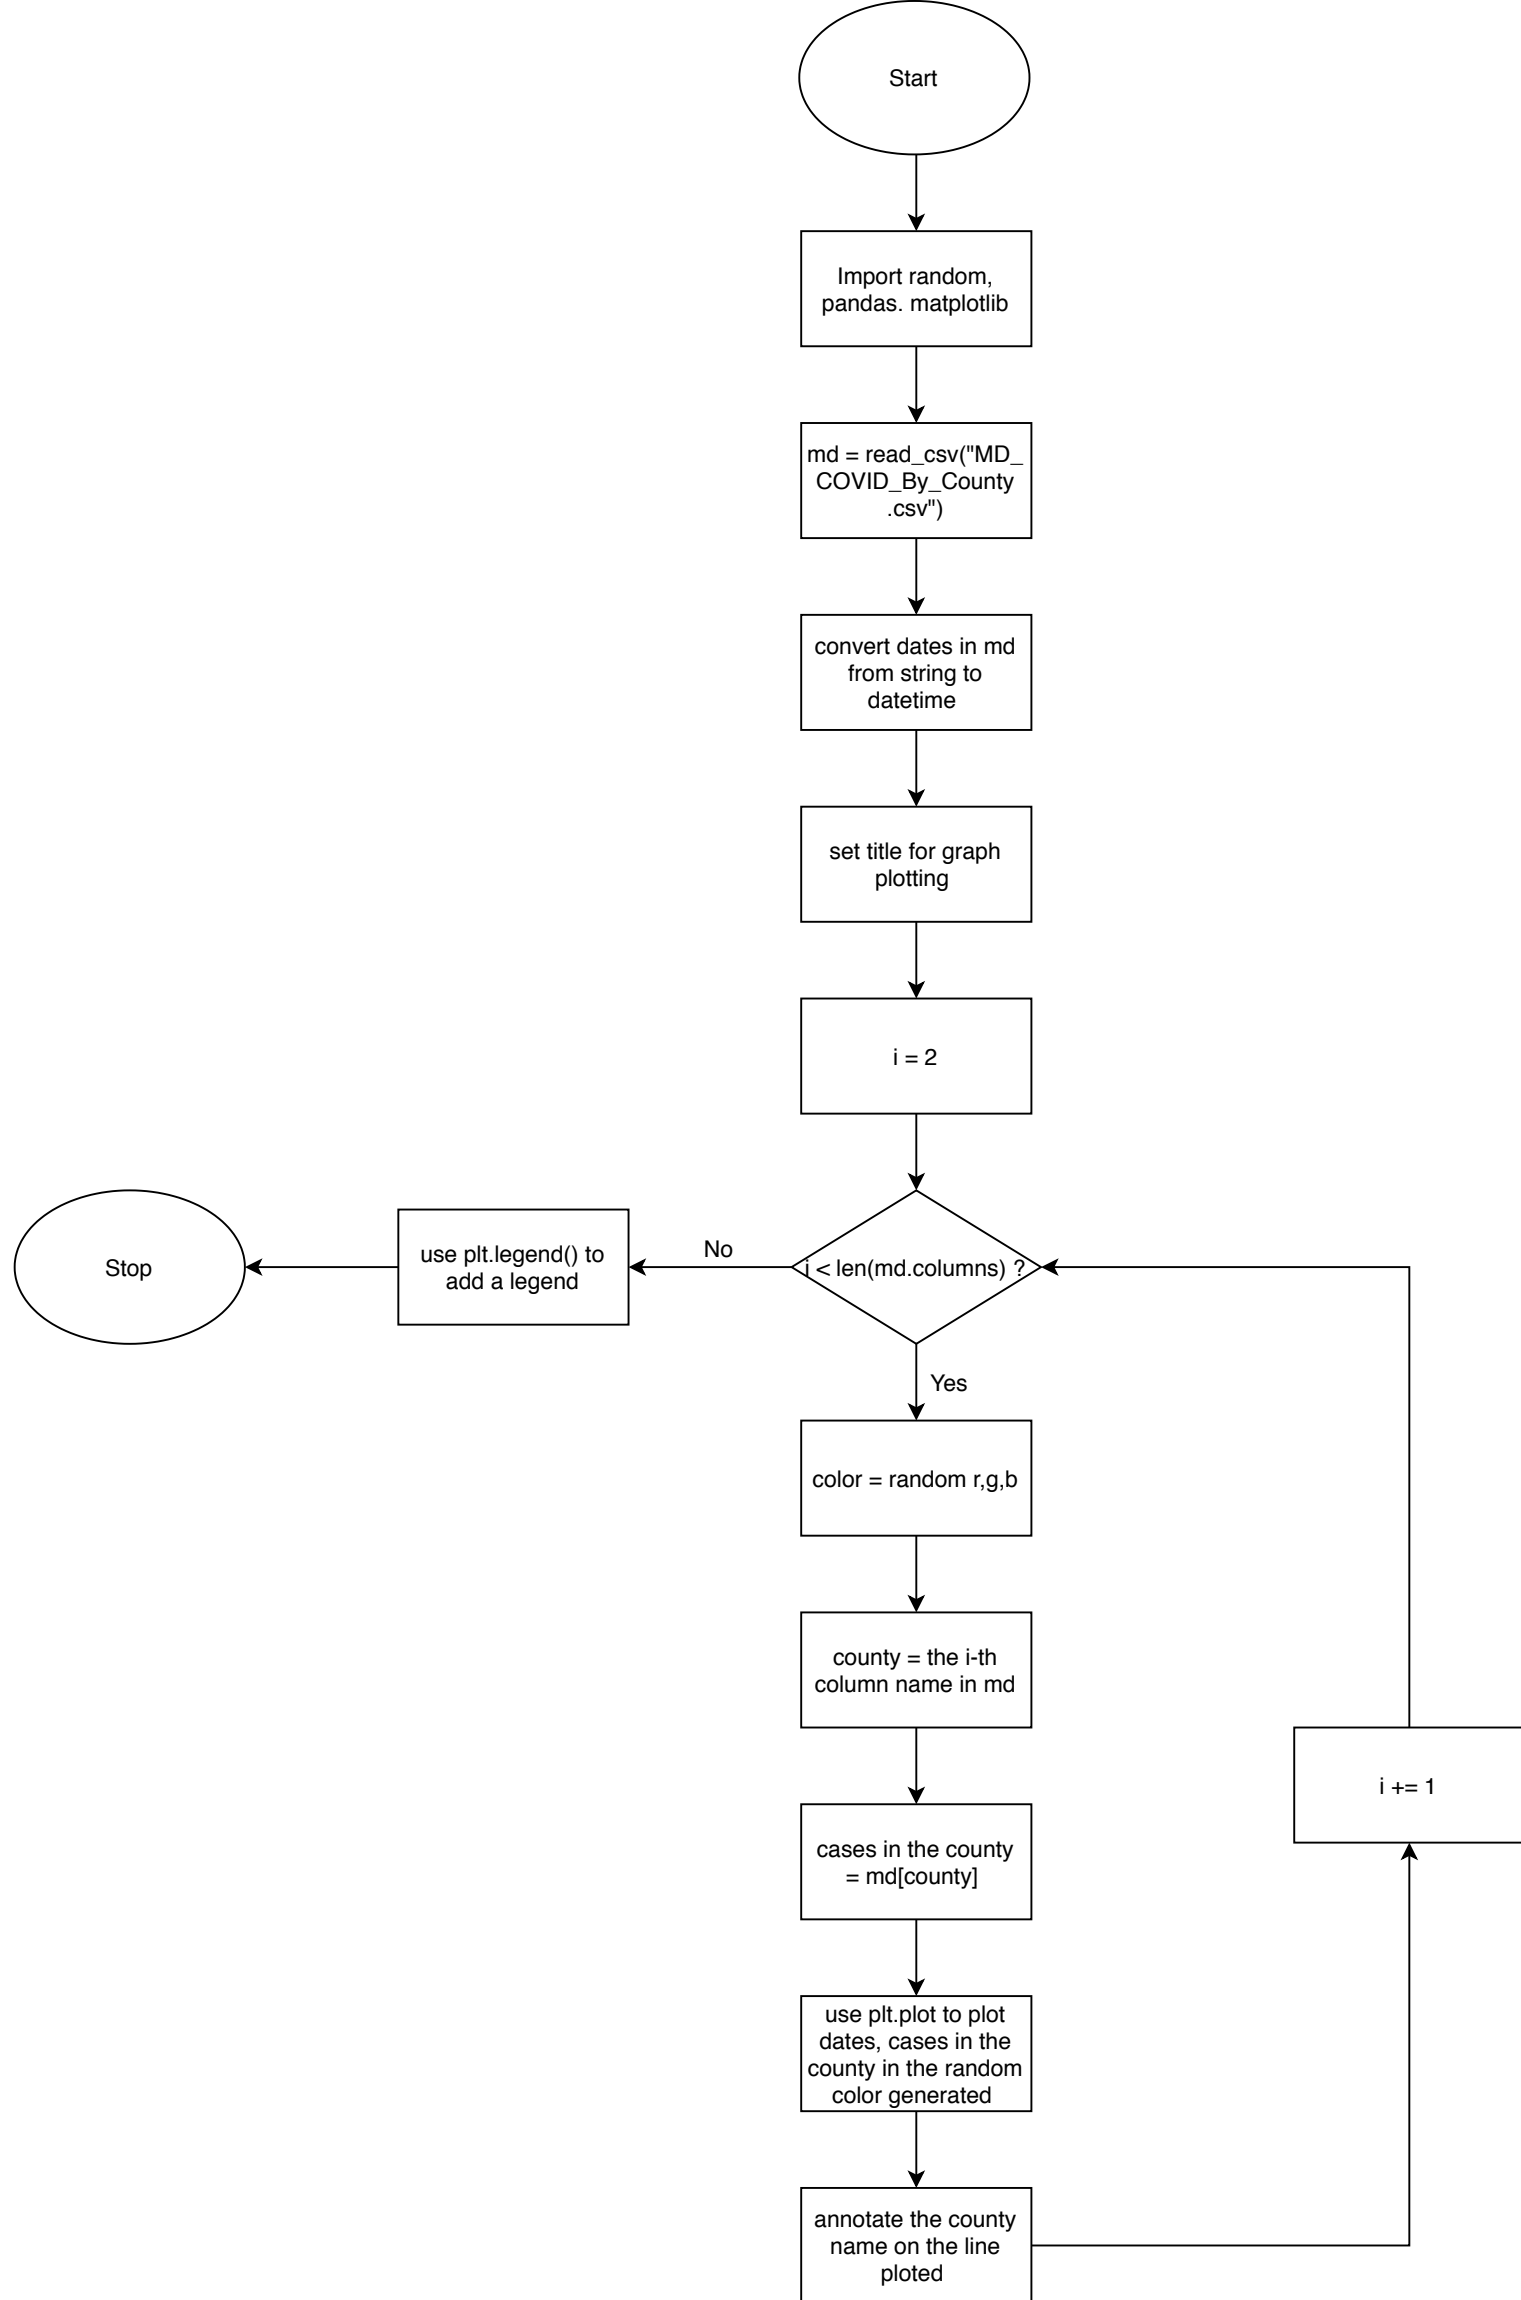 Start
Import random,
pandas. matplotlib
md = read_csv("MD_
COVID_By_County
.csv")
convert dates in md
from string to
datetime
set title for graph
plotting
i = 2
i < len(md.columns) ?
No
use plt.legend() to
add a legend
Stop
Yes
color = random r,g,b
county = the i-th
column name in md
cases in the county
= md[county]
use plt.plot to plot
dates, cases in the
county in the random
color generated
annotate the county
name on the line
ploted
i += 1